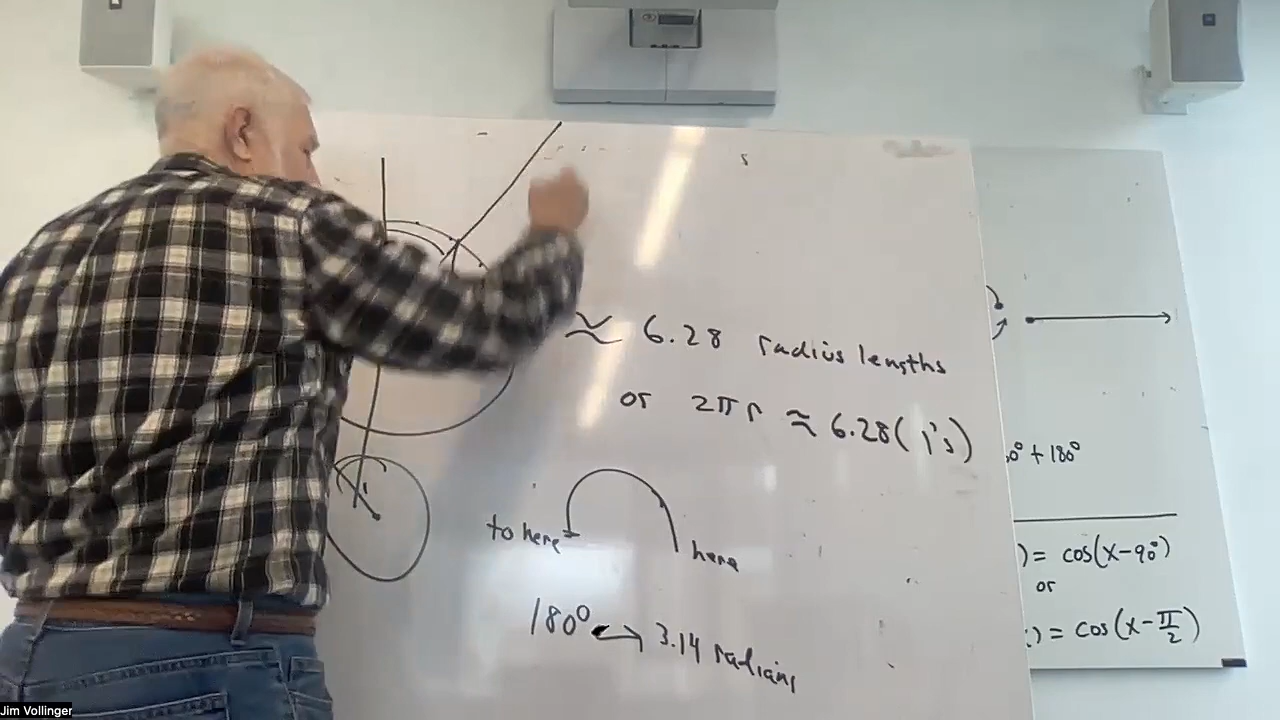 ≈ 6.28 radius lengths
or 2πr ≈ 6.28(r's)
to here
here
180° ↔ 3.14 radians
0° + 180°
) = cos(x-90°)
or
) = cos(x-π/2)
Jim Vollinger